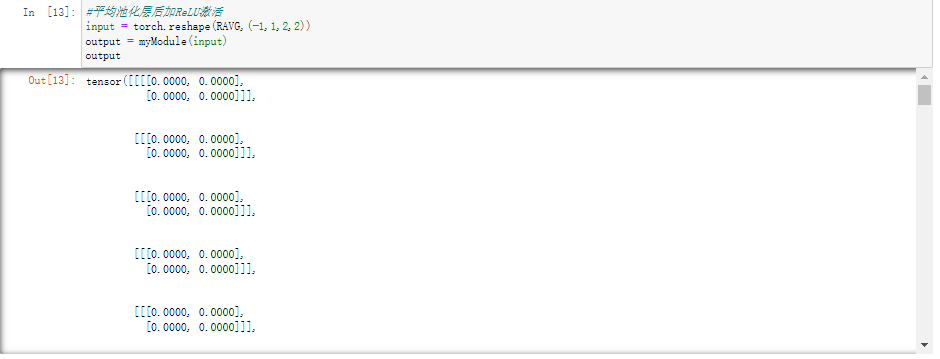 In [13]: #平均池化层后加ReLU激活
input = torch.reshape(RAVG,(-1,1,2,2))
output = myModule(input)
output
Out[13]: tensor([[[[0.0000, 0.0000],
[0.0000, 0.0000]]],
[[[0.0000, 0.0000],
[0.0000, 0.0000]]],
[[[0.0000, 0.0000],
[0.0000, 0.0000]]],
[[[0.0000, 0.0000],
[0.0000, 0.0000]]],
[[[0.0000, 0.0000],
[0.0000, 0.0000]]],